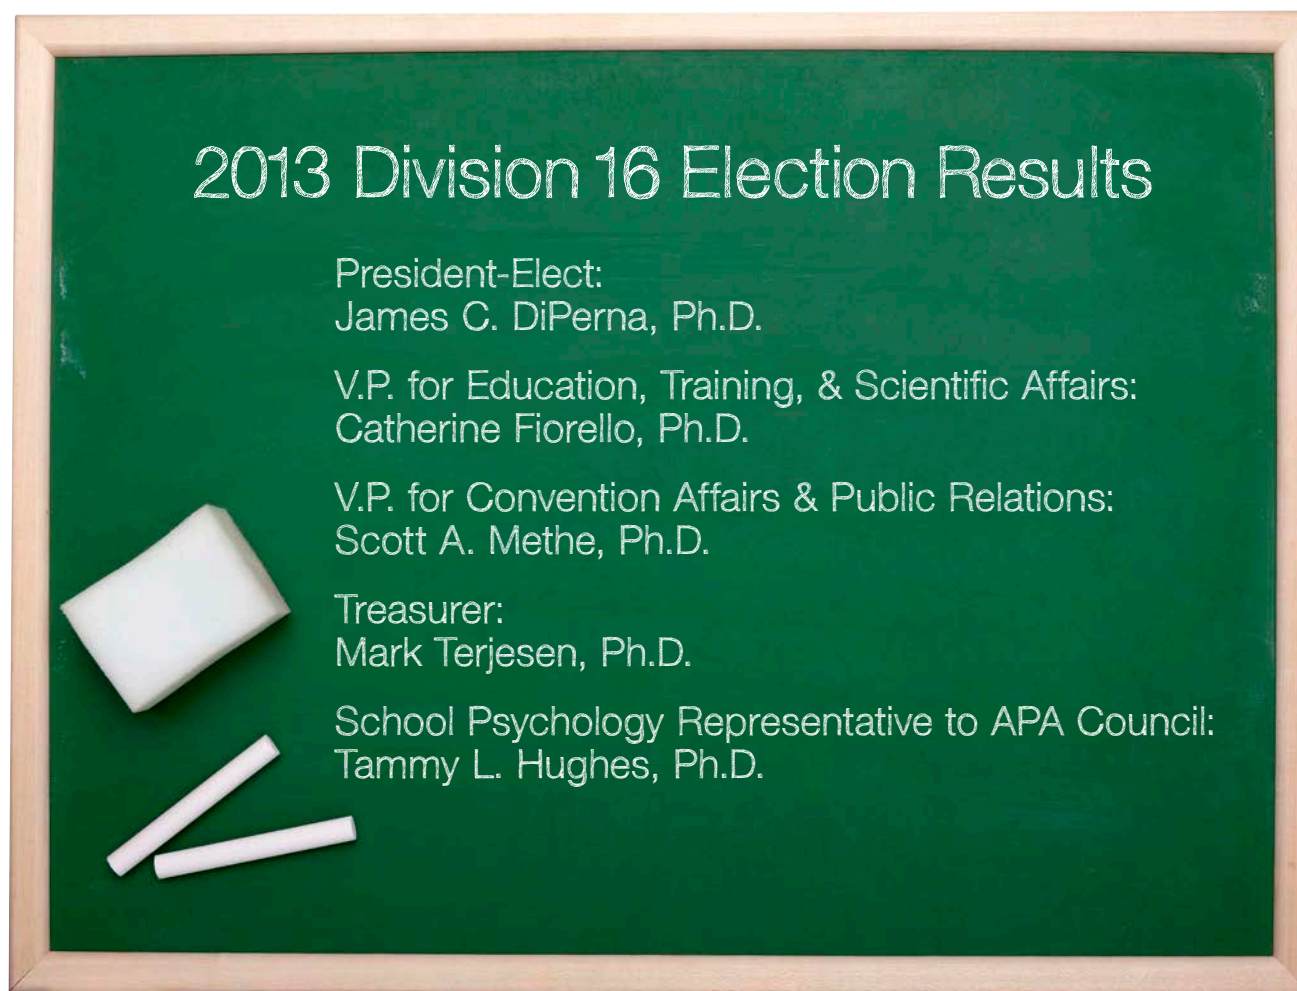 2013 Division 16 Election Results
President-Elect:
James C. DiPerna, Ph.D.
V.P. for Education, Training, & Scientific Affairs:
Catherine Fiorello, Ph.D.
V.P. for Convention Affairs & Public Relations:
Scott A. Methe, Ph.D.
Treasurer:
Mark Terjesen, Ph.D.
School Psychology Representative to APA Council:
Tammy L. Hughes, Ph.D.